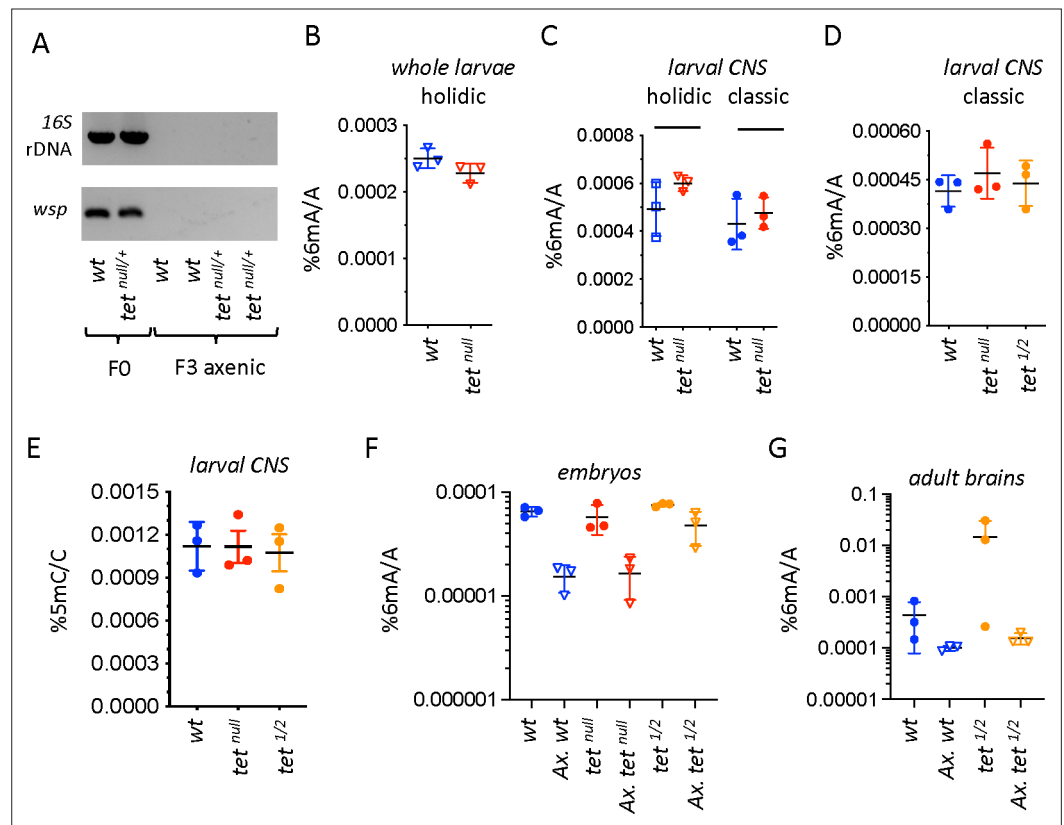 A
16S
rDNA
wsp
wt
tet null/+
wt
wt
tet null/+
tet null/+
F0
F3 axenic
B
whole larvae
holidic
%6mA/A
0.0003
0.0002
0.0001
0.0000
wt
tet null
C
larval CNS
holidic classic
%6mA/A
0.0008
0.0006
0.0004
0.0002
0.0000
wt
tet null
wt
tet null
D
larval CNS
classic
%6mA/A
0.00060
0.00045
0.00030
0.00015
0.00000
wt
tet null
tet 1/2
E
larval CNS
%5mC/C
0.0015
0.0012
0.0009
0.0006
0.0003
0.0000
wt
tet null
tet 1/2
F
embryos
%6mA/A
0.0001
0.00001
0.000001
wt
Ax. wt
tet null
Ax. tet null
tet 1/2
Ax. tet 1/2
G
adult brains
%6mA/A
0.1
0.01
0.001
0.0001
0.00001
wt
Ax. wt
tet 1/2
Ax. tet 1/2